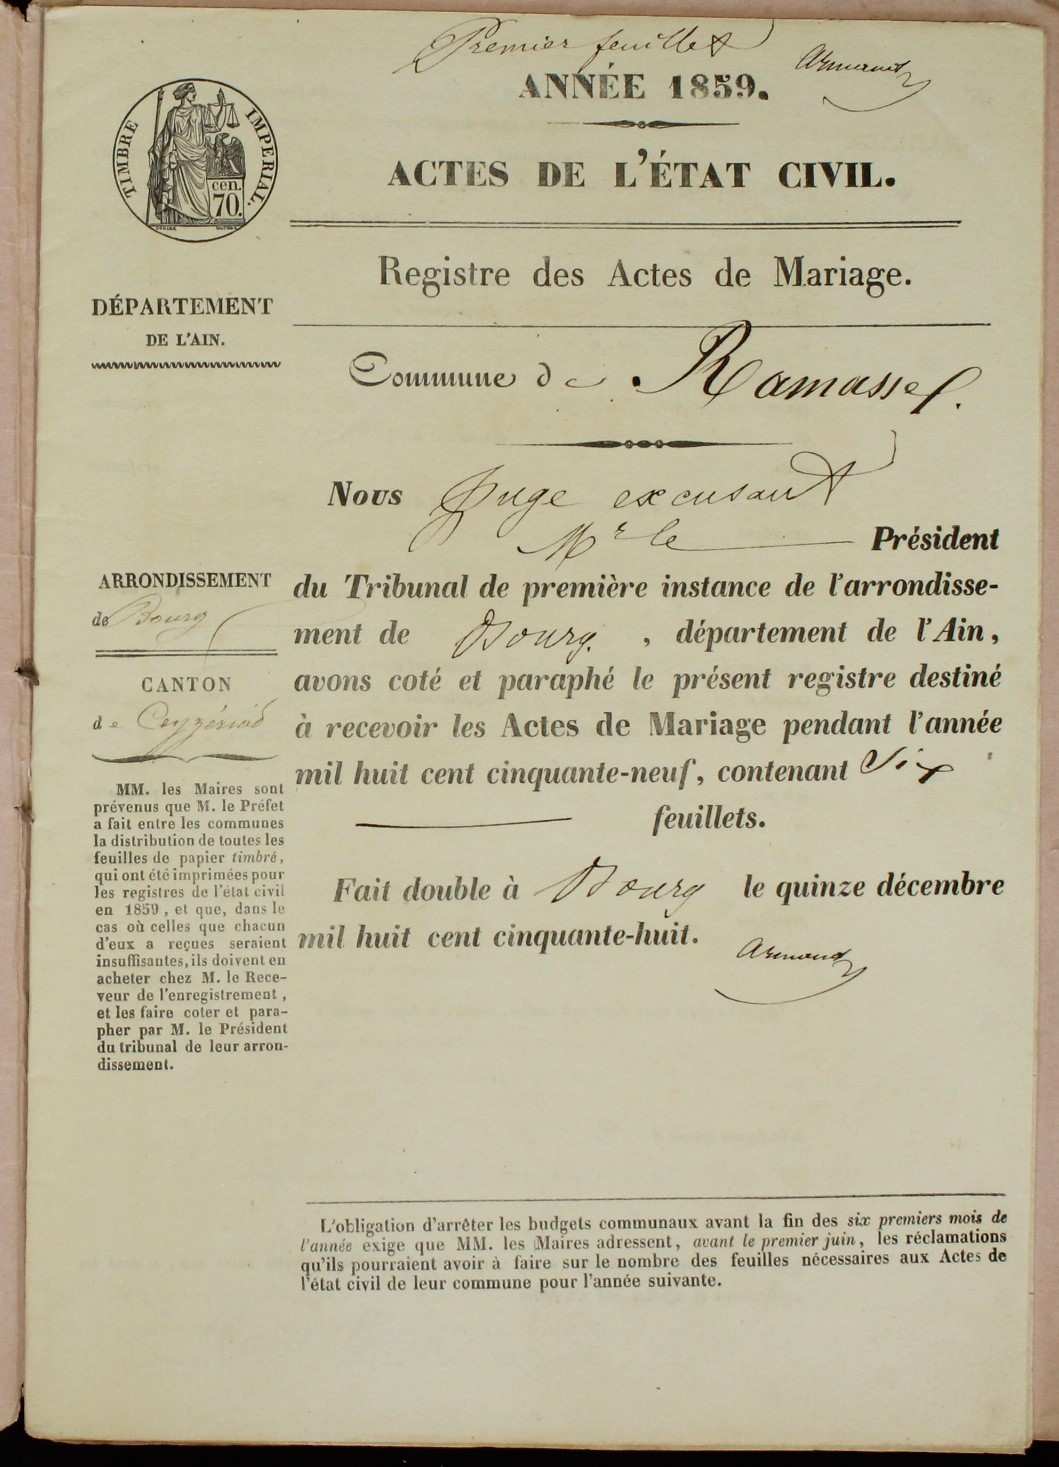 Premier feuillet
Armand
ANNÉE 1859.
TIMBRE IMPÉRIAL.
cen.
70.
ACTES DE L'ÉTAT CIVIL.
Registre des Actes de Mariage.
DÉPARTEMENT
DE L'AIN.
Commune de Ramasse.
Nous Juge excusant
Mr le Président
du Tribunal de première instance de l'arrondisse-
ment de Bourg. , département de l'Ain,
avons coté et paraphé le présent registre destiné
à recevoir les Actes de Mariage pendant l'année
mil huit cent cinquante-neuf, contenant Six
feuillets.
Fait double à Bourg le quinze décembre
mil huit cent cinquante-huit.
Armand
ARRONDISSEMENT
de Bourg
CANTON
de Ceyzériat
MM. les Maires sont
prévenus que M. le Préfet
a fait entre les communes
la distribution de toutes les
feuilles de papier timbré,
qui ont été imprimées pour
les registres de l'état civil
en 1859, et que, dans le
cas où celles que chacun
d'eux a reçues seraient
insuffisantes, ils doivent en
acheter chez M. le Rece-
veur de l'enregistrement,
et les faire coter et para-
pher par M. le Président
du tribunal de leur arron-
dissement.
L'obligation d'arrêter les budgets communaux avant la fin des six premiers mois de
l'année exige que MM. les Maires adressent, avant le premier juin, les réclamations
qu'ils pourraient avoir à faire sur le nombre des feuilles nécessaires aux Actes de
l'état civil de leur commune pour l'année suivante.